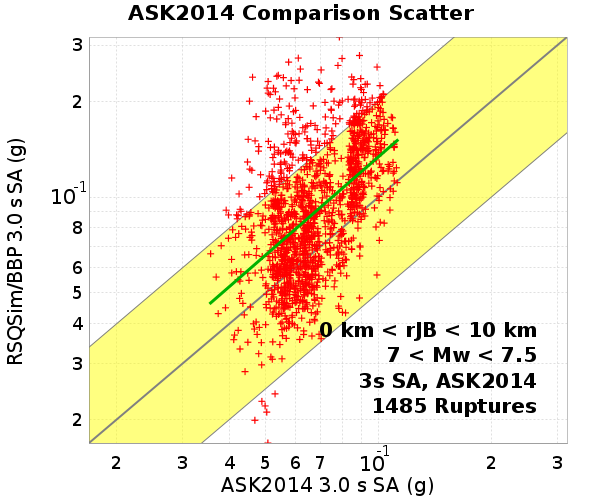 ASK2014 Comparison Scatter
3
2
10-1
8
6
5
4
3
2
RSQSim/BBP 3.0 s SA (g)
0 km < rJB < 10 km
7 < Mw < 7.5
3s SA, ASK2014
1485 Ruptures
2 3 4 5 6 7 10-1 2 3
ASK2014 3.0 s SA (g)